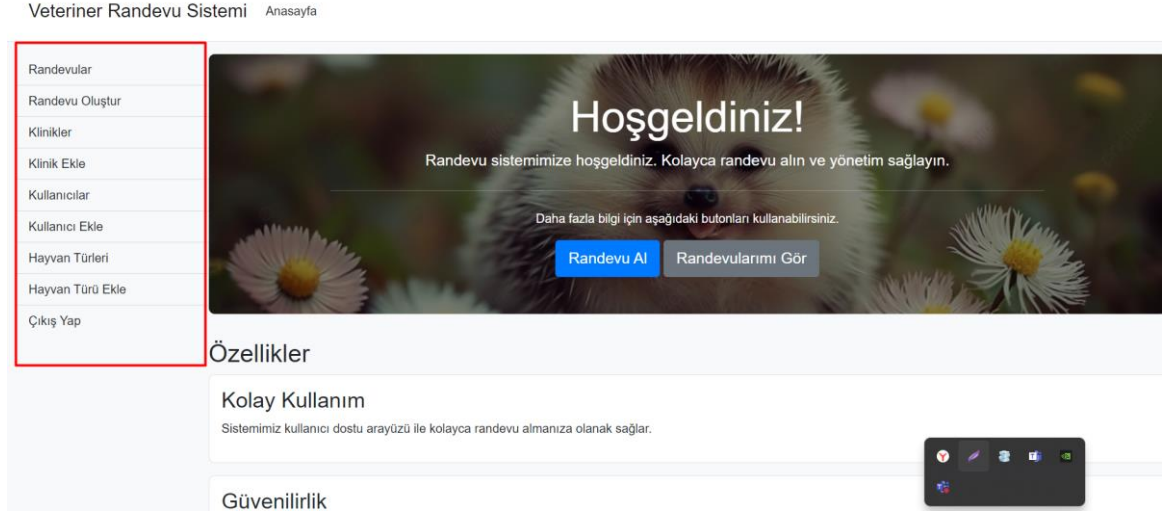 Veteriner Randevu Sistemi Anasayfa
Randevular
Randevu Oluştur
Klinikler
Klinik Ekle
Kullanıcılar
Kullanıcı Ekle
Hayvan Türleri
Hayvan Türü Ekle
Çıkış Yap
Hoşgeldiniz!
Randevu sistemimize hoşgeldiniz. Kolayca randevu alın ve yönetim sağlayın.
Daha fazla bilgi için aşağıdaki butonları kullanabilirsiniz.
Randevu Al Randevularımı Gör
Özellikler
Kolay Kullanım
Sistemimiz kullanıcı dostu arayüzü ile kolayca randevu almanıza olanak sağlar.
Güvenilirlik